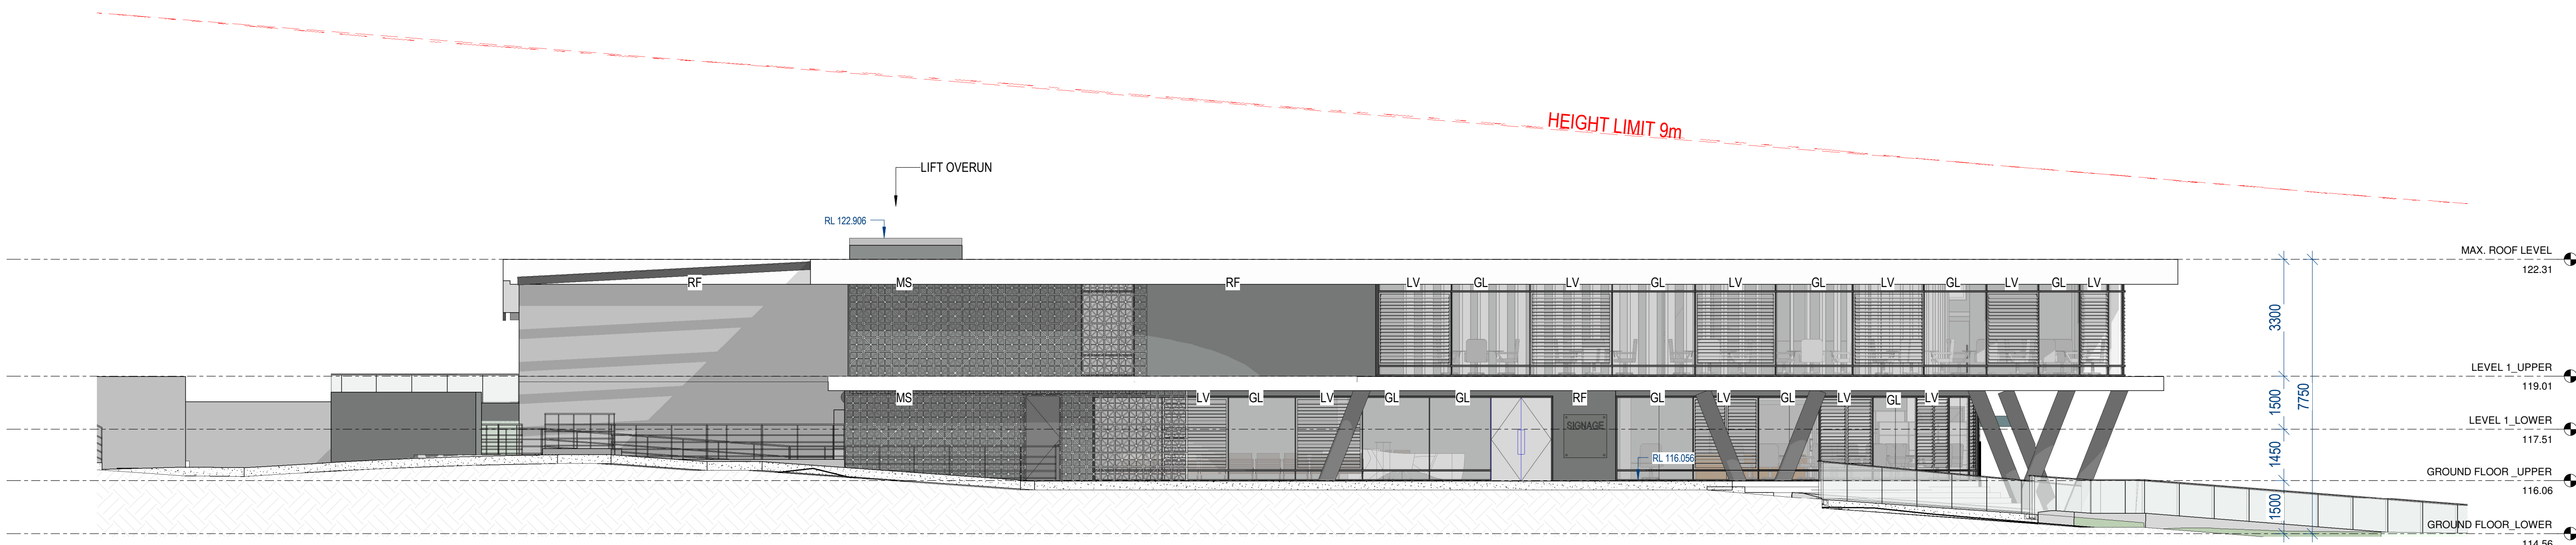 HEIGHT LIMIT 9m
LIFT OVERUN
RL 122.906
MAX. ROOF LEVEL
122.31
RF
MS
RF
LV
GL
LV
GL
LV
GL
LV
GL
LV
GL
LV
3300
7750
LEVEL 1_UPPER
119.01
MS
LV
GL
LV
GL
GL
RF
GL
LV
GL
LV
GL
LV
1500
SIGNAGE
LEVEL 1_LOWER
117.51
RL 116.056
1450
GROUND FLOOR _UPPER
116.06
1500
GROUND FLOOR_LOWER
114.56